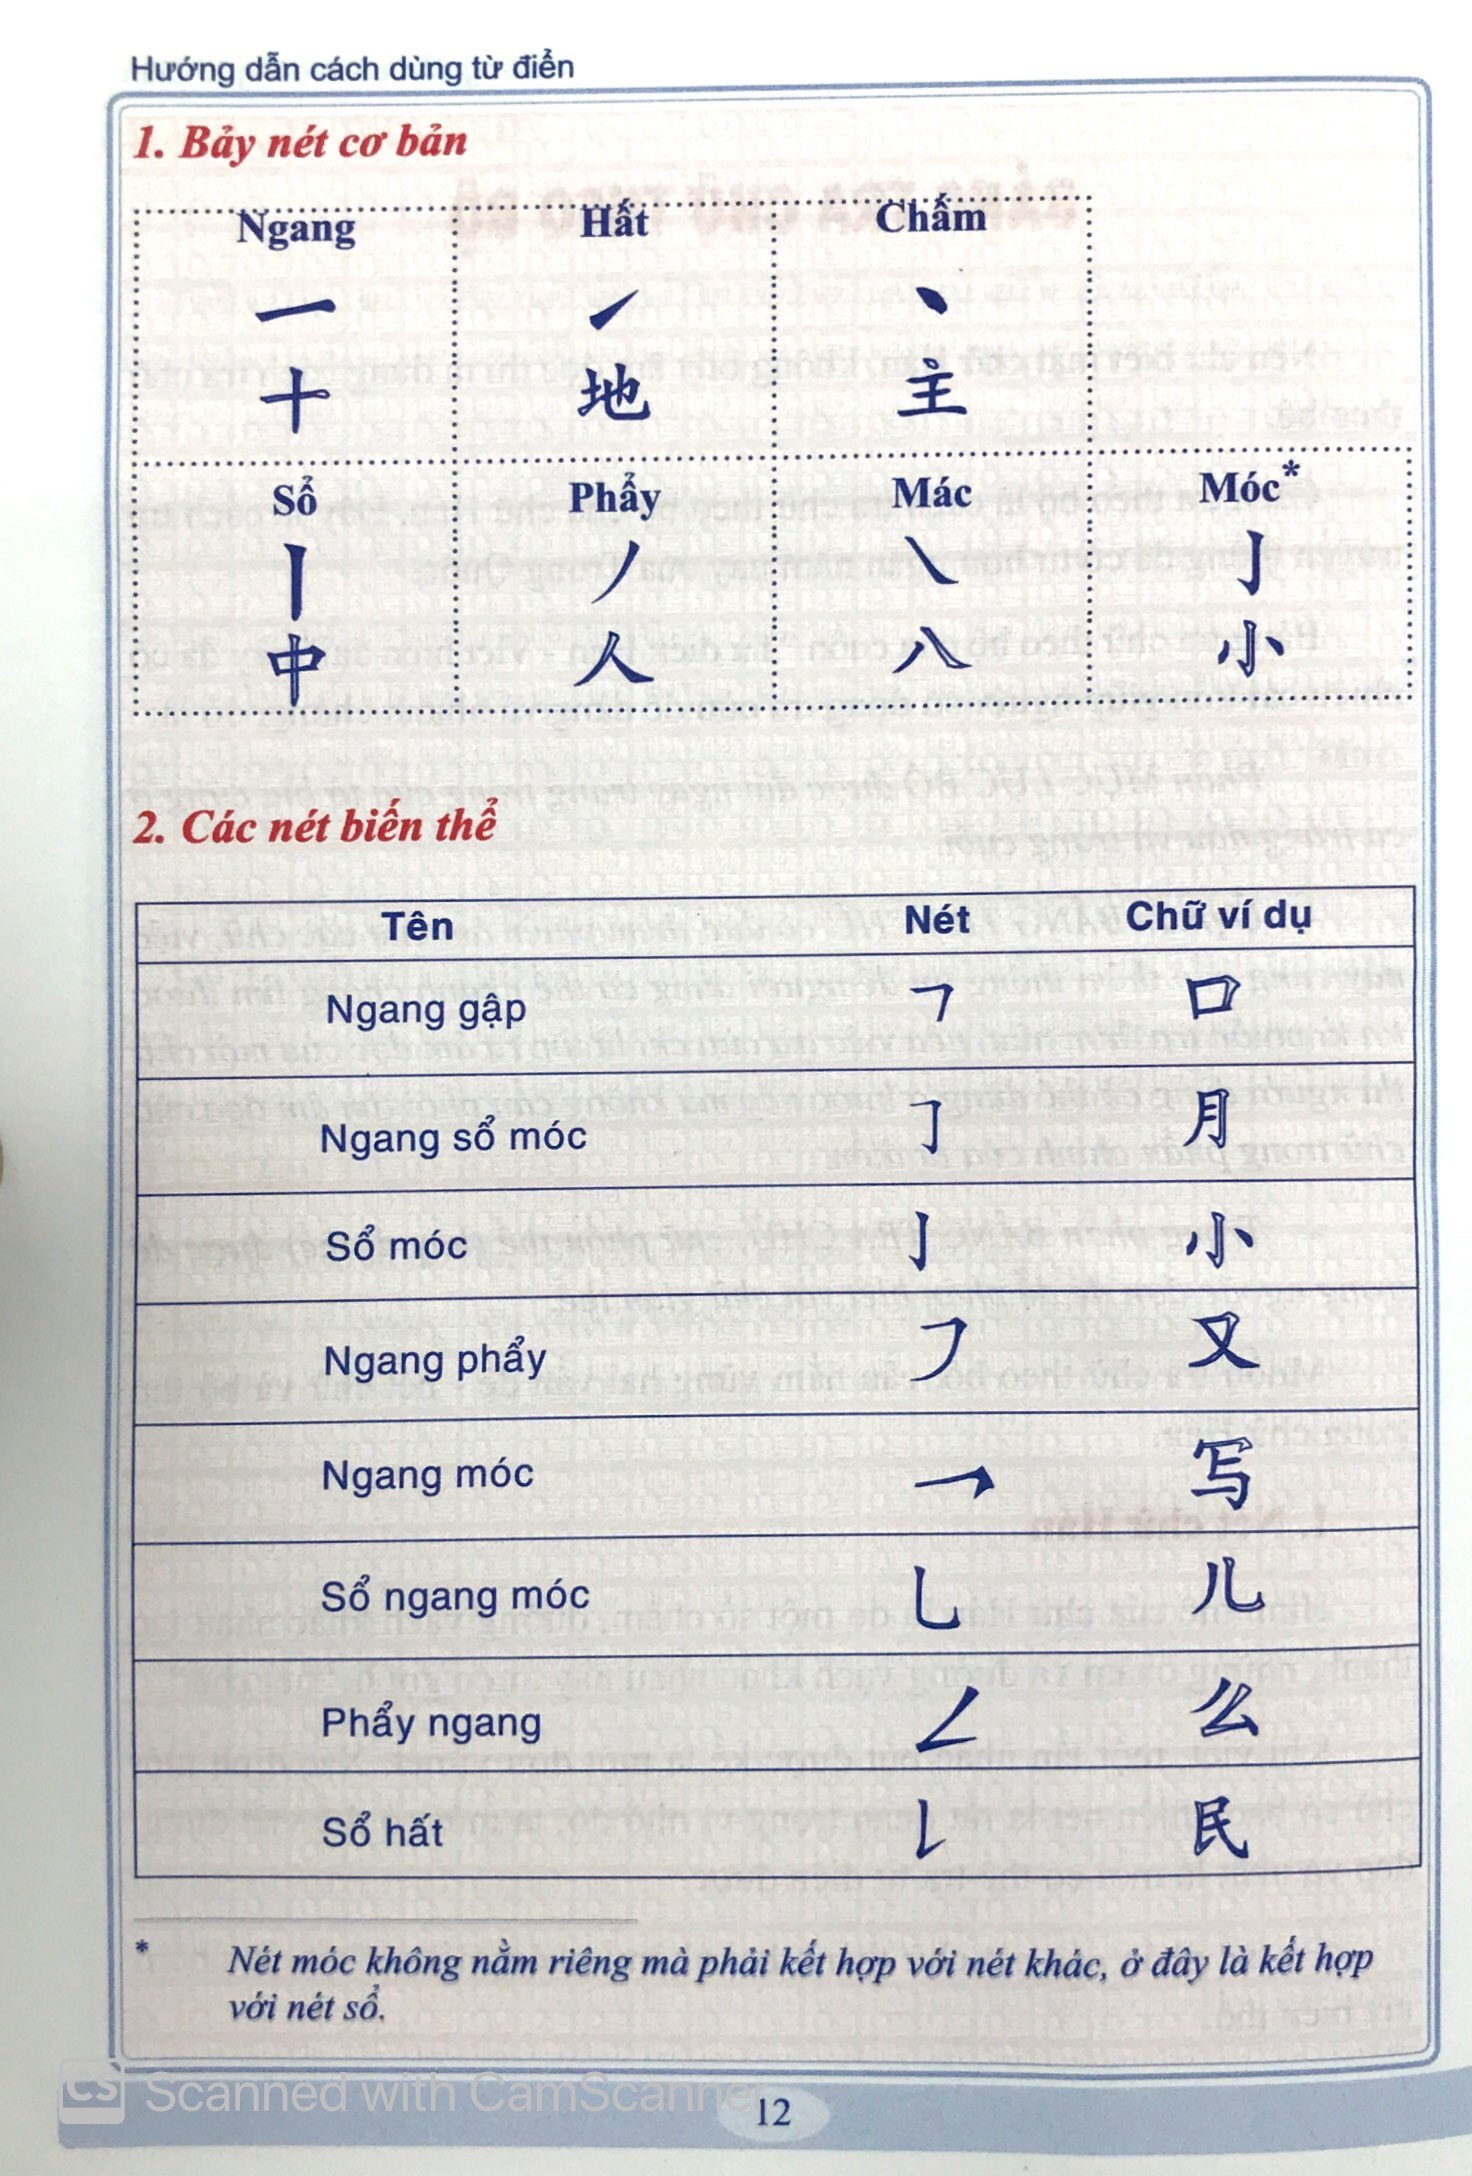 Hướng dẫn cách dùng từ điển
1. Bảy nét cơ bản
Ngang Hất Chấm
一 ㇀ 丶
十 地 主
Sổ Phẩy Mác Móc*
丨 丿 ㇏ 亅
中 人 八 小
2. Các nét biến thể
Tên Nét Chữ ví dụ
Ngang gập ㇕ 口
Ngang sổ móc ㇆ 月
Sổ móc 亅 小
Ngang phẩy ㇇ 又
Ngang móc ㇖ 写
Sổ ngang móc ㇟ 儿
Phẩy ngang ㇜ 么
Sổ hất ㇙ 民
* Nét móc không nằm riêng mà phải kết hợp với nét khác, ở đây là kết hợp
với nét sổ.
CS Scanned with CamScanner
12